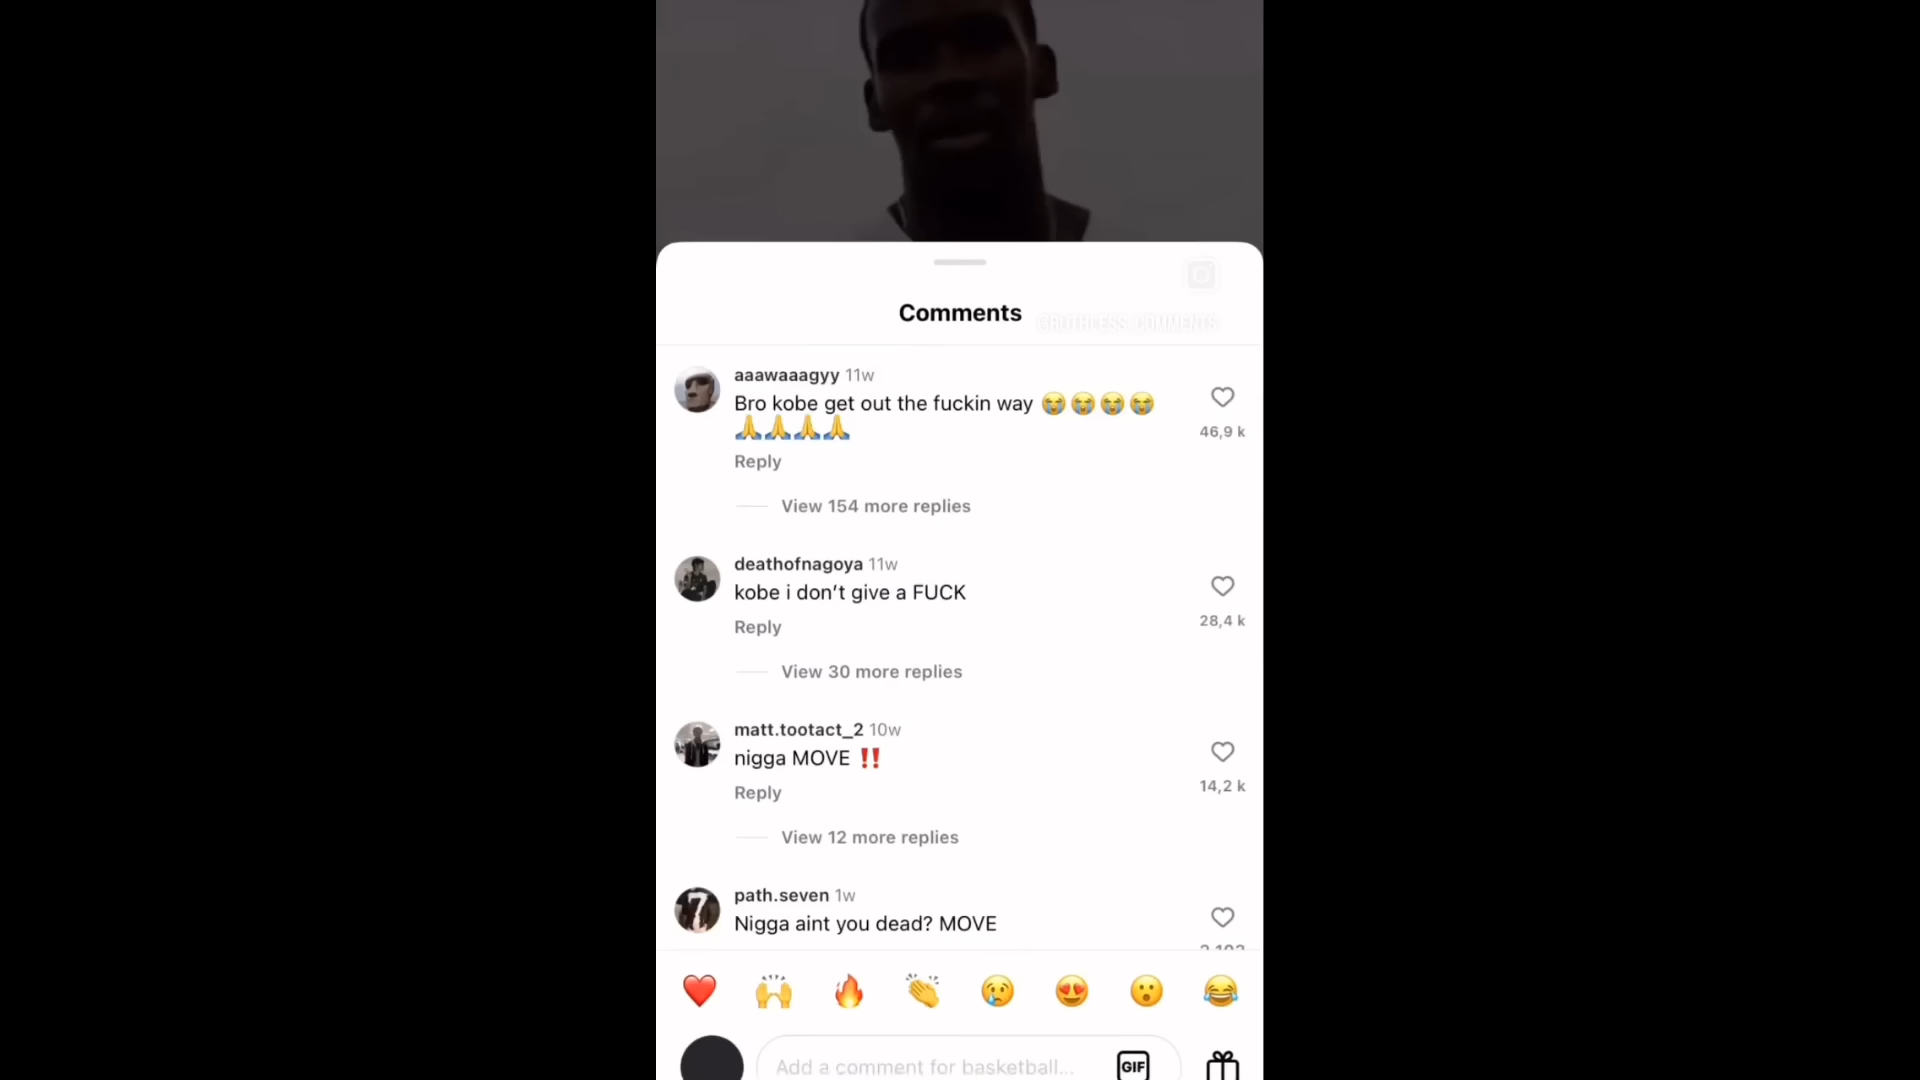 Comments
@RUTHLESS_COMMENTS
aaawaaagyy 11w
Bro kobe get out the fuckin way 😭😭😭😭
🙏🙏🙏🙏
46,9 k
Reply
View 154 more replies
deathofnagoya 11w
kobe i don’t give a FUCK
28,4 k
Reply
View 30 more replies
matt.tootact_2 10w
nigga MOVE ‼️
14,2 k
Reply
View 12 more replies
path.seven 1w
Nigga aint you dead? MOVE
Add a comment for basketball...
GIF